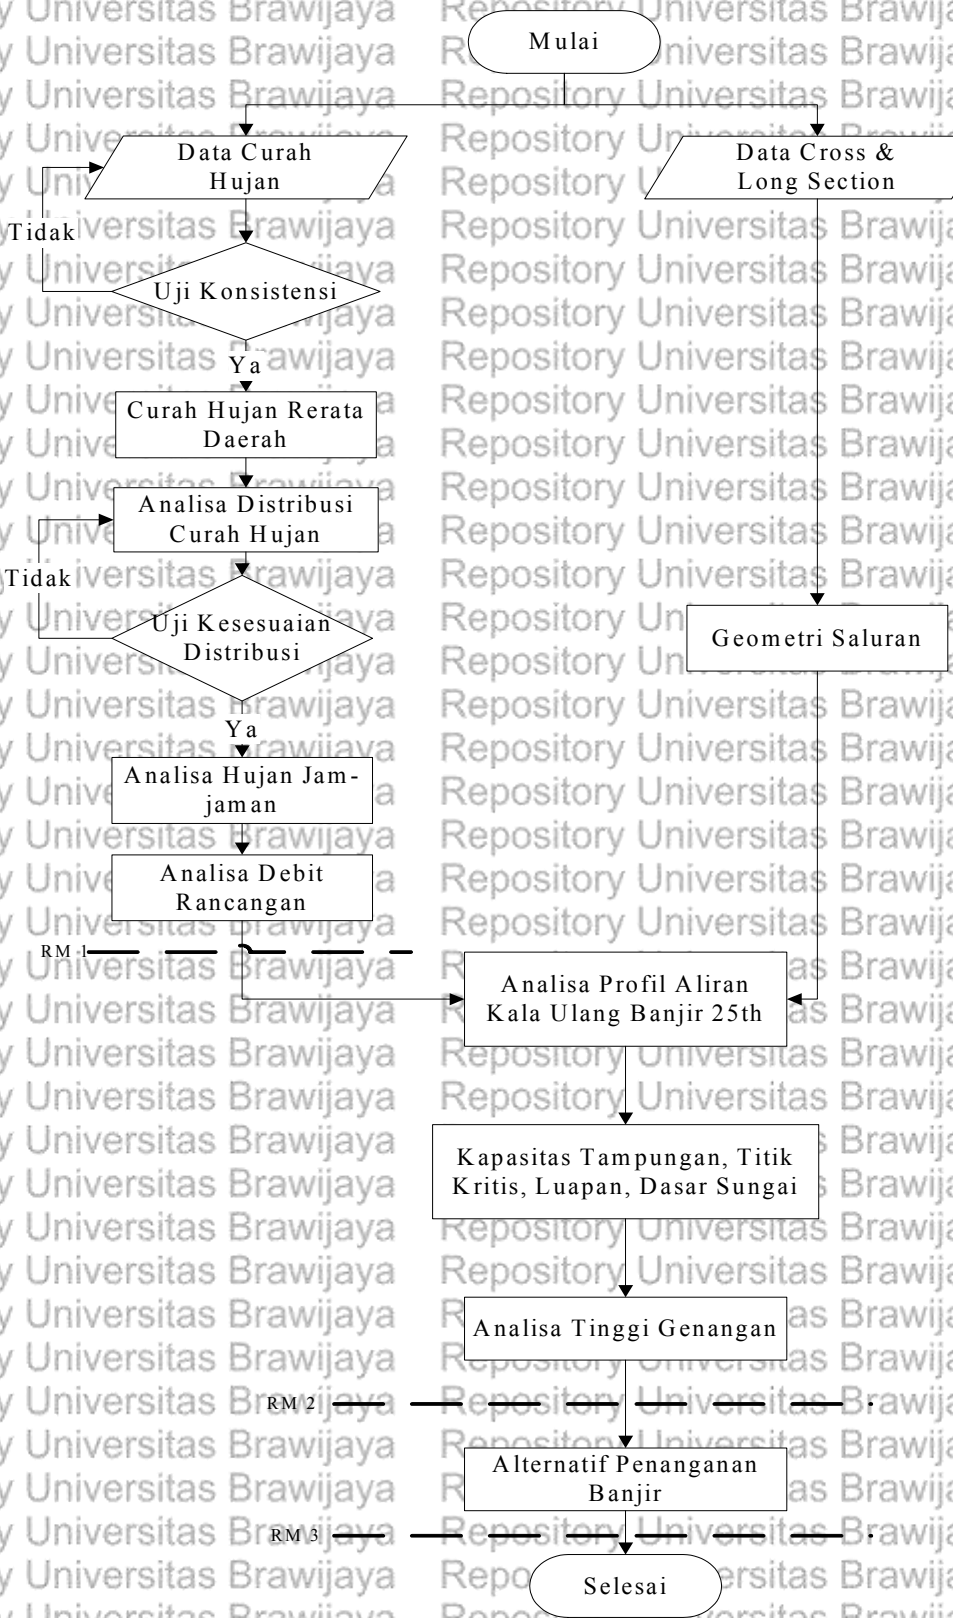 Mulai
Data Curah
Hujan
Data Cross &
Long Section
Tidak
Uji Konsistensi
Ya
Curah Hujan Rerata
Daerah
Analisa Distribusi
Curah Hujan
Tidak
Uji Kesesuaian
Distribusi
Geometri Saluran
Ya
Analisa Hujan Jam-
jaman
Analisa Debit
Rancangan
RM 1
Analisa Profil Aliran
Kala Ulang Banjir 25th
Kapasitas Tampungan, Titik
Kritis, Luapan, Dasar Sungai
Analisa Tinggi Genangan
RM 2
Alternatif Penanganan
Banjir
RM 3
Selesai
Repository Universitas Brawijaya